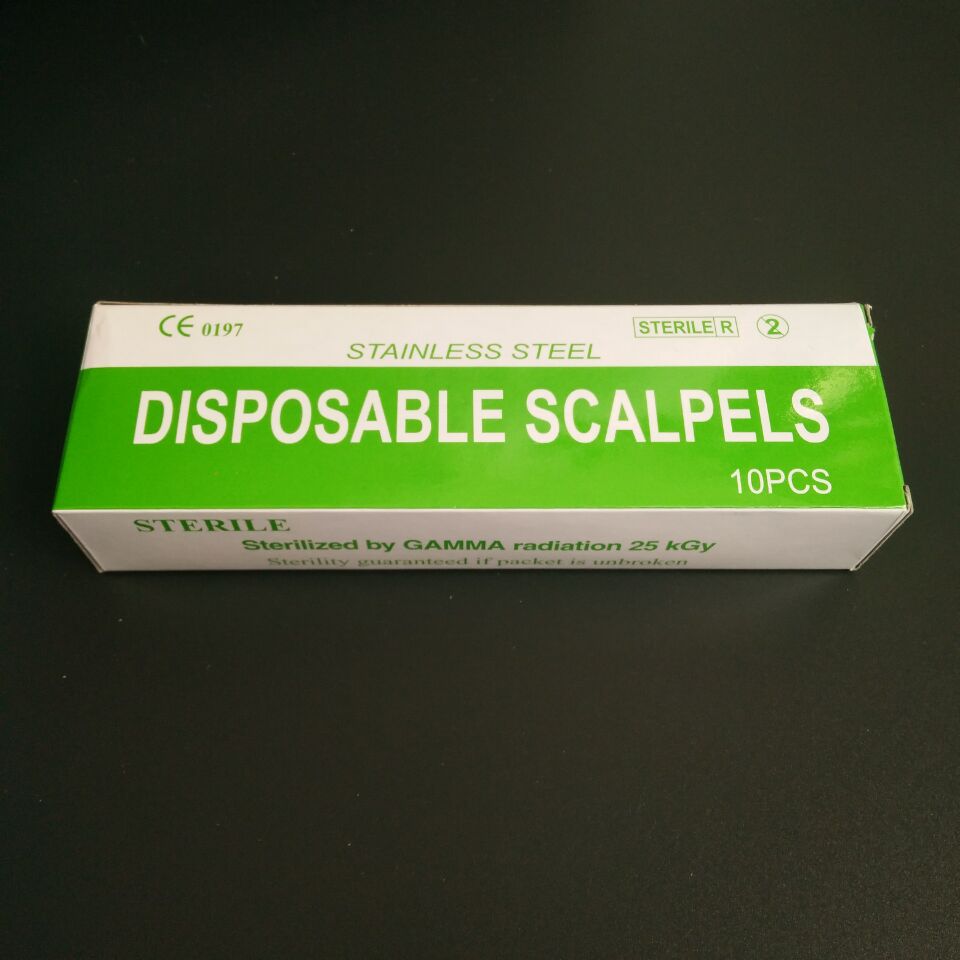 CE 0197
STERILE R 2
STAINLESS STEEL
DISPOSABLE SCALPELS
10PCS
STERILE
Sterilized by GAMMA radiation 25 kGy
Sterility guaranteed if packet is unbroken